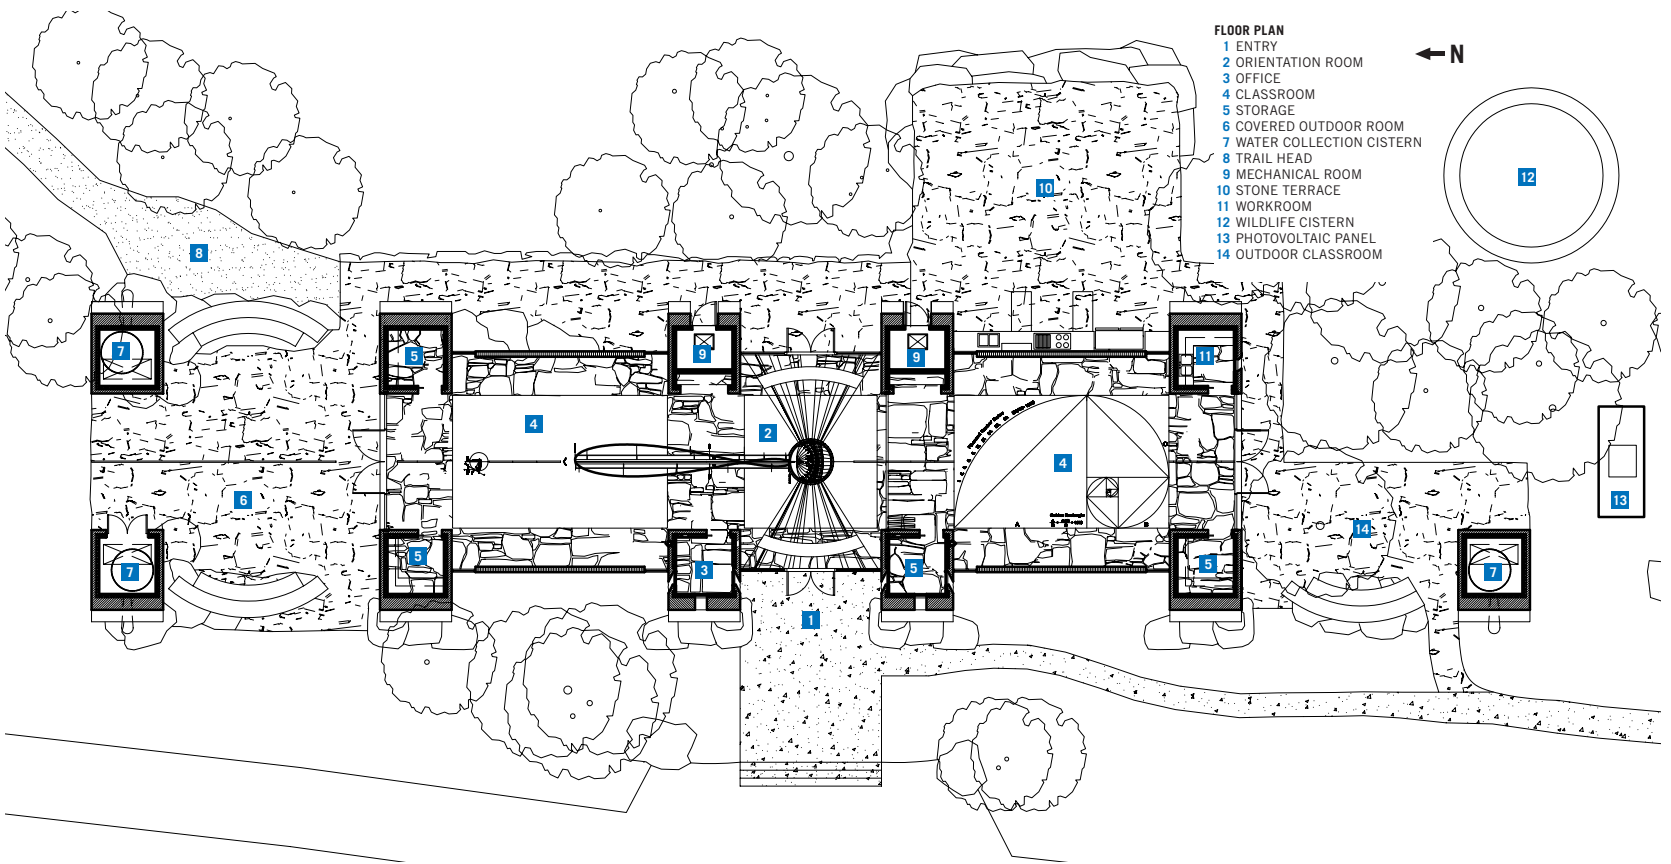 FLOOR PLAN
1 ENTRY
2 ORIENTATION ROOM
3 OFFICE
4 CLASSROOM
5 STORAGE
6 COVERED OUTDOOR ROOM
7 WATER COLLECTION CISTERN
8 TRAIL HEAD
9 MECHANICAL ROOM
10 STONE TERRACE
11 WORKROOM
12 WILDLIFE CISTERN
13 PHOTOVOLTAIC PANEL
14 OUTDOOR CLASSROOM
N
12
10
8
7
5
9
9
11
4
2
4
6
13
14
7
5
3
5
5
7
1
A
B